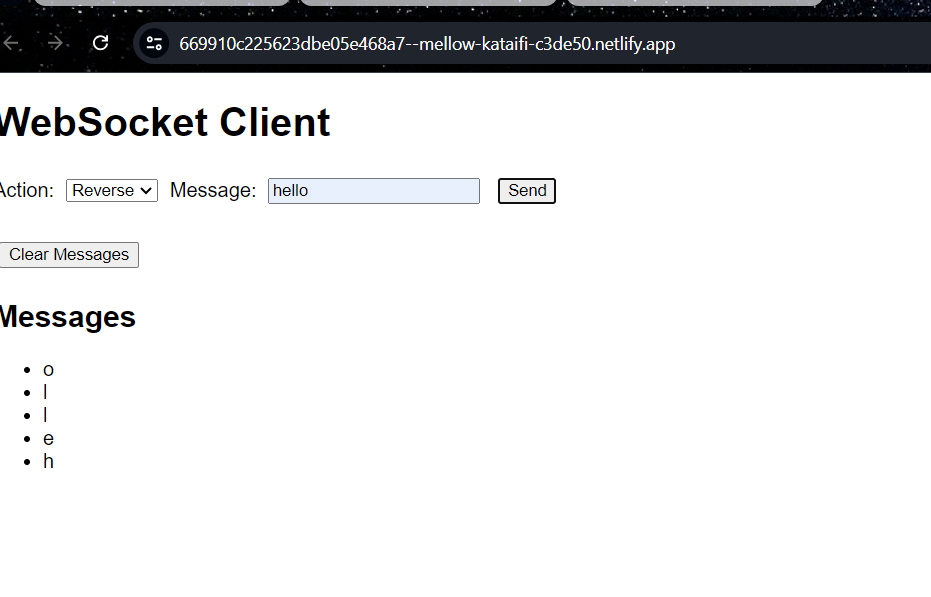 669910c225623dbe05e468a7--mellow-kataifi-c3de50.netlify.app
WebSocket Client
Action: Reverse Message: hello Send
Clear Messages
Messages
• o
• l
• l
• e
• h